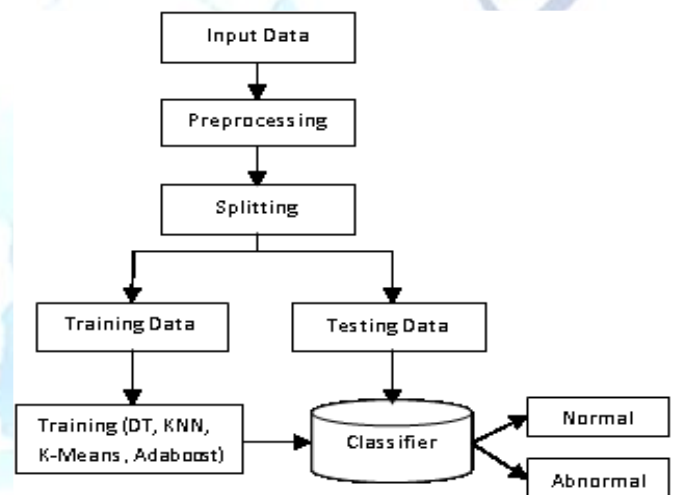 Input Data
Preprocessing
Splitting
Training Data
Testing Data
Training (DT, KNN,
K-Means, Adaboost)
Classifier
Normal
Abnormal